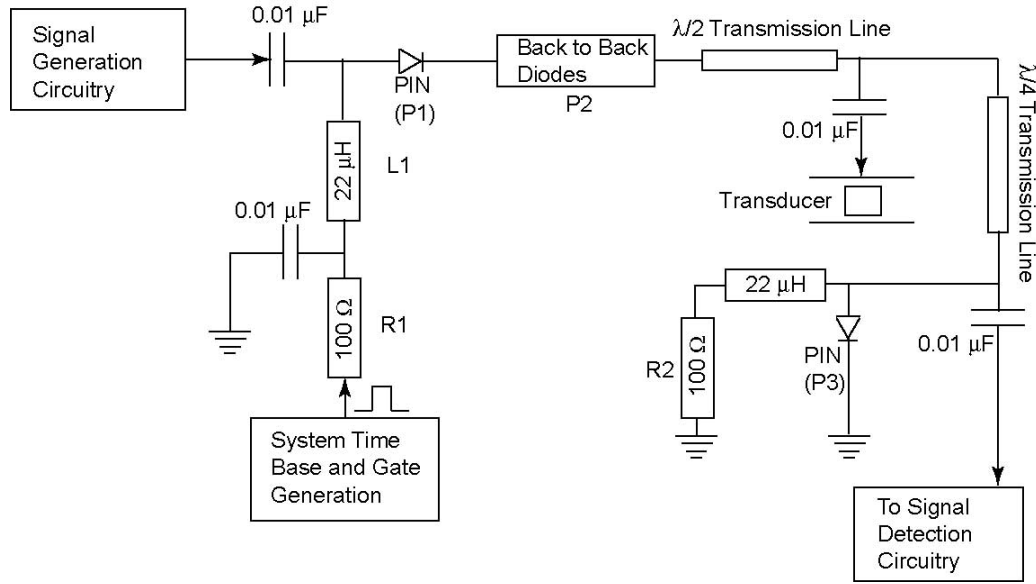 Signal
Generation
Circuitry
0.01 μF
PIN
(P1)
Back to Back
Diodes
P2
λ/2 Transmission Line
λ/4 Transmission Line
0.01 μF
Transducer
22 μH
L1
0.01 μF
100 Ω
R1
System Time
Base and Gate
Generation
22 μH
R2
100 Ω
PIN
(P3)
0.01 μF
To Signal
Detection
Circuitry